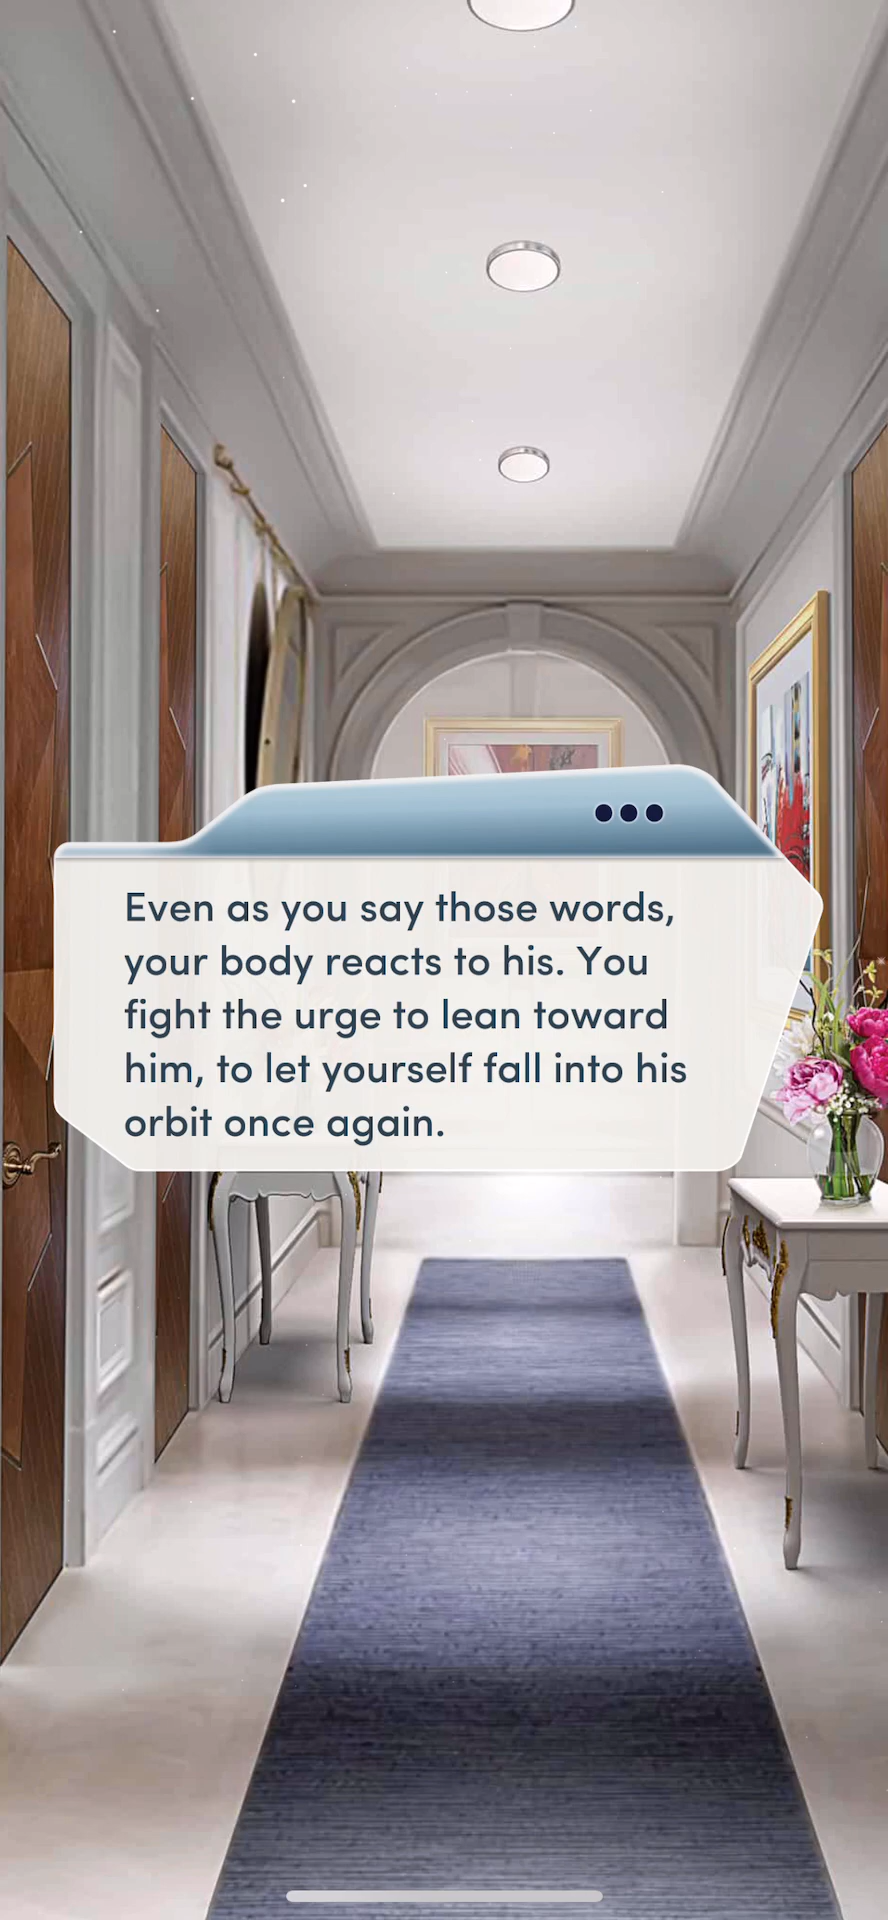 Even as you say those words,
your body reacts to his. You
fight the urge to lean toward
him, to let yourself fall into his
orbit once again.